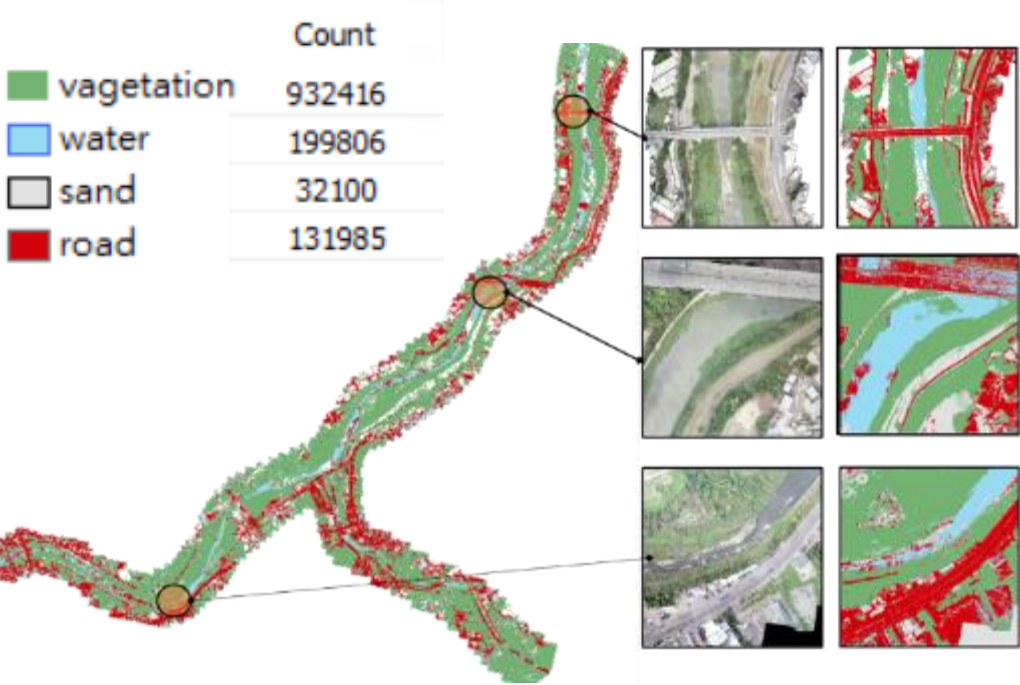 Count
vagetation 932416
water 199806
sand 32100
road 131985